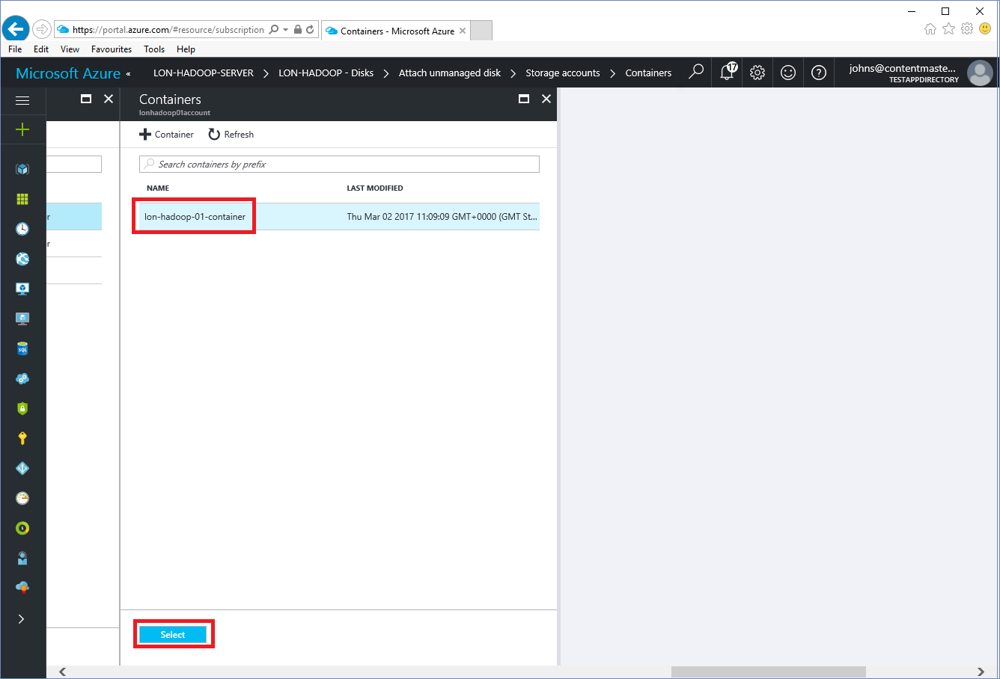 https://portal.azure.com/#resource/subscription
Containers - Microsoft Azure
File Edit View Favourites Tools Help
Microsoft Azure « LON-HADOOP-SERVER > LON-HADOOP - Disks > Attach unmanaged disk > Storage accounts > Containers 17 johns@contentmaste...
TESTAPPDIRECTORY
Containers
lonhadoop01account
Container Refresh
Search containers by prefix
NAME LAST MODIFIED
lon-hadoop-01-container Thu Mar 02 2017 11:09:09 GMT+0000 (GMT St...
r
r
SQL
Select